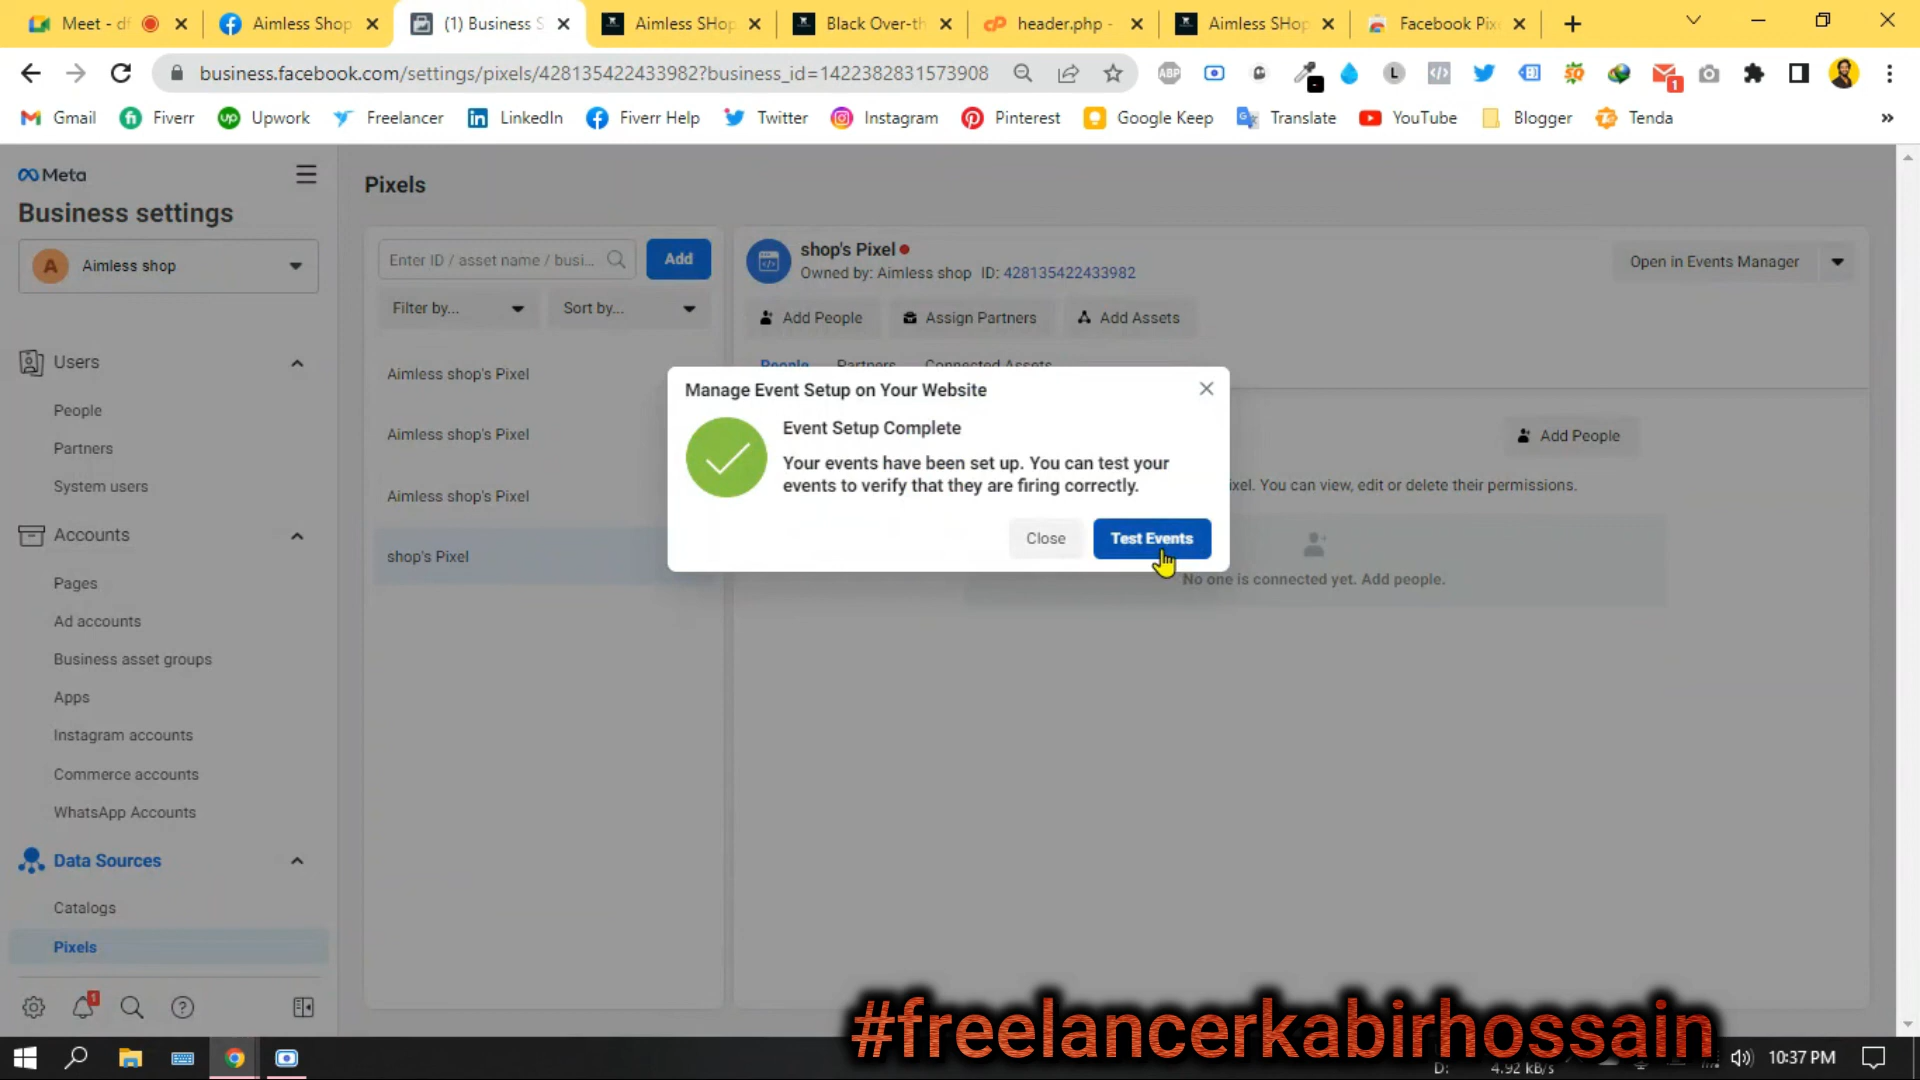 Meet - df
Aimless Shop
(1) Business S
Aimless SHop
Black Over-th
header.php -
Aimless SHop
Facebook Pix
business.facebook.com/settings/pixels/428135422433982?business_id=1422382831573908
ABP
L
SQ
1
Gmail
Fiverr
Upwork
Freelancer
LinkedIn
Fiverr Help
Twitter
Instagram
Pinterest
Google Keep
Translate
YouTube
Blogger
Tenda
Meta
Business settings
A
Aimless shop
Users
People
Partners
System users
Accounts
Pages
Ad accounts
Business asset groups
Apps
Instagram accounts
Commerce accounts
WhatsApp Accounts
Data Sources
Catalogs
Pixels
1
Pixels
Enter ID / asset name / busi...
Add
Filter by...
Sort by...
Aimless shop's Pixel
Aimless shop's Pixel
Aimless shop's Pixel
shop's Pixel
shop's Pixel
Owned by: Aimless shop ID: 428135422433982
Open in Events Manager
Add People
Assign Partners
Add Assets
People
Partners
Connected Assets
Add People
ixel. You can view, edit or delete their permissions.
No one is connected yet. Add people.
Manage Event Setup on Your Website
Event Setup Complete
Your events have been set up. You can test your
events to verify that they are firing correctly.
Close
Test Events
#freelancerkabirhossain
D:
4.92 kB/s
10:37 PM